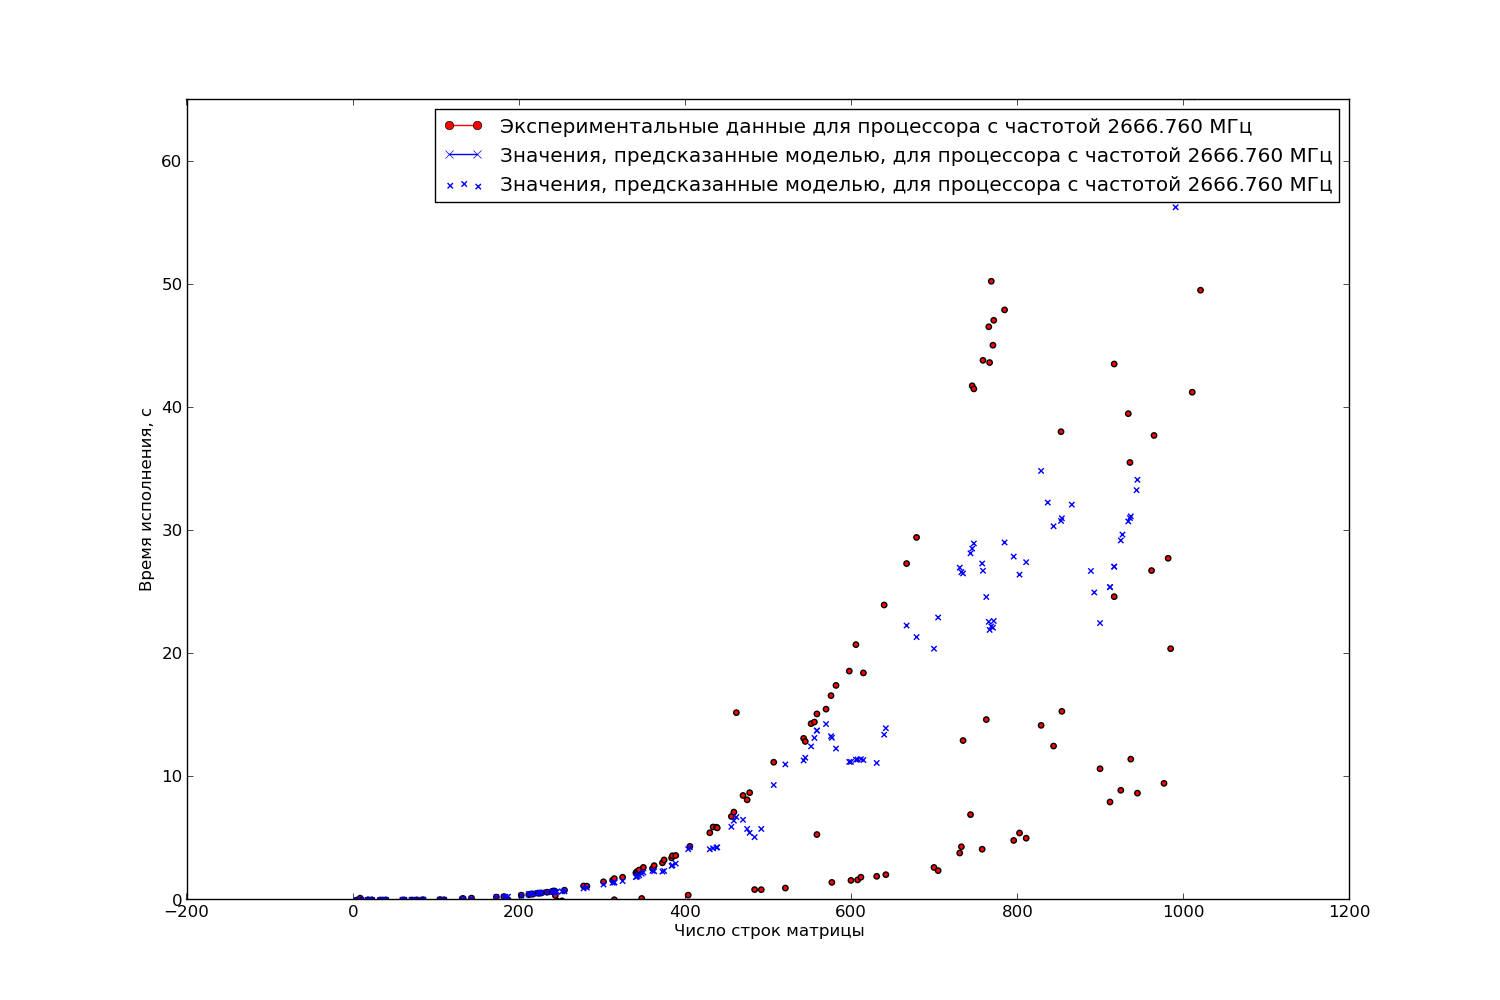 Экспериментальные данные для процессора с частотой 2666.760 МГц
Значения, предсказанные моделью, для процессора с частотой 2666.760 МГц
Значения, предсказанные моделью, для процессора с частотой 2666.760 МГц
60
50
40
30
20
10
0
Время исполнения, с
−200 0 200 400 600 800 1000 1200
Число строк матрицы